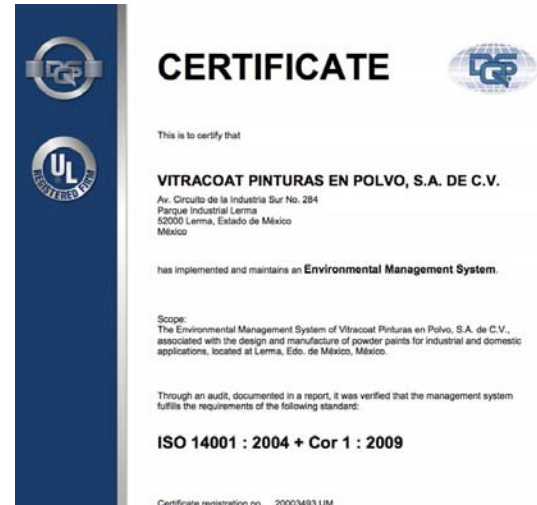 DQS
CERTIFICATE
DQS
This is to certify that
UL
REGISTERED FIRM
VITRACOAT PINTURAS EN POLVO, S.A. DE C.V.
Av. Circuito de la Industria Sur No. 284
Parque Industrial Lerma
52000 Lerma, Estado de México
México
has implemented and maintains an Environmental Management System.
Scope:
The Environmental Management System of Vitracoat Pinturas en Polvo, S.A. de C.V.,
associated with the design and manufacture of powder paints for industrial and domestic
applications, located at Lerma, Edo. de México, México.
Through an audit, documented in a report, it was verified that the management system
fulfills the requirements of the following standard:
ISO 14001 : 2004 + Cor 1 : 2009
Certificate registration no. 20003493 UM